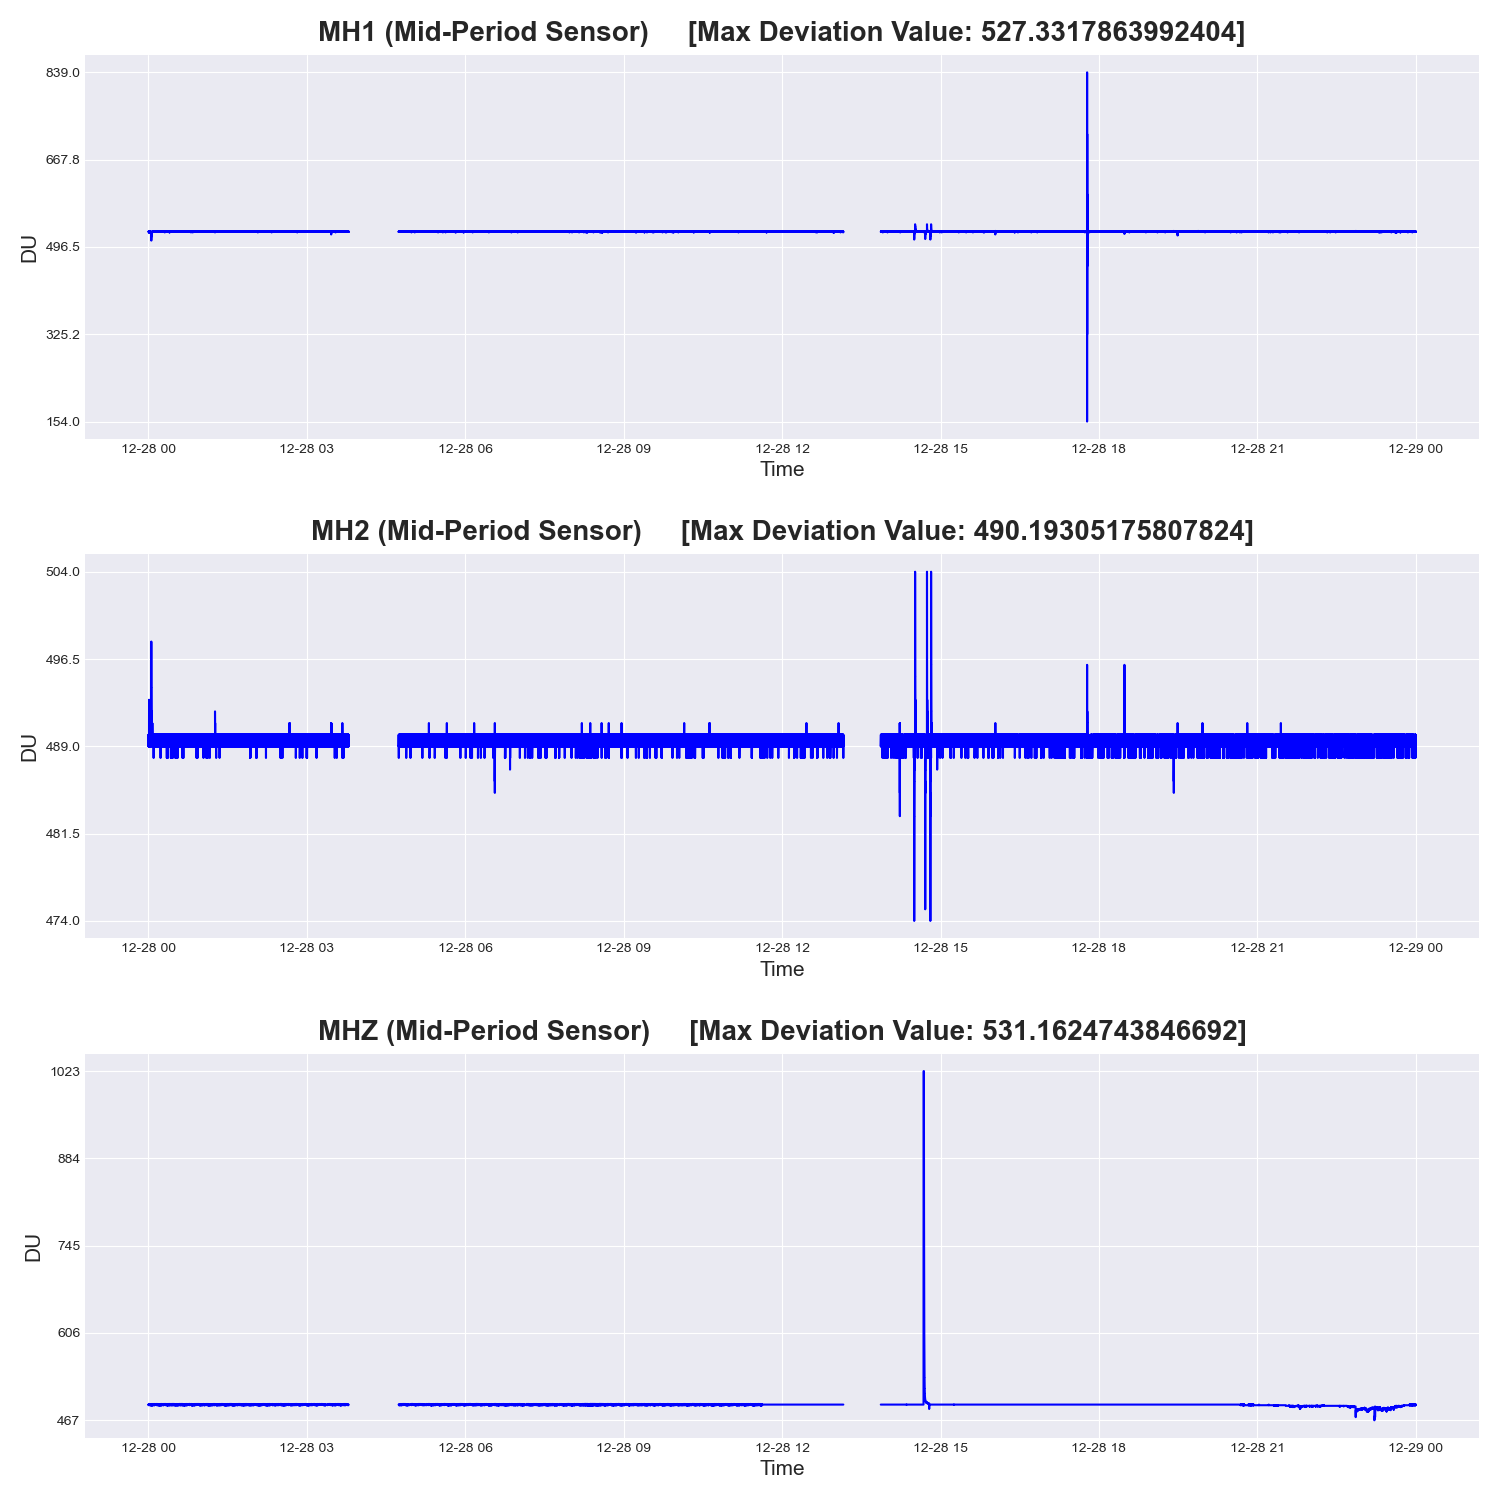 MH1 (Mid-Period Sensor) [Max Deviation Value: 527.3317863992404]
839.0
667.8
496.5
325.2
154.0
DU
12-28 00 12-28 03 12-28 06 12-28 09 12-28 12 12-28 15 12-28 18 12-28 21 12-29 00
Time
MH2 (Mid-Period Sensor) [Max Deviation Value: 490.19305175807824]
504.0
496.5
489.0
481.5
474.0
DU
12-28 00 12-28 03 12-28 06 12-28 09 12-28 12 12-28 15 12-28 18 12-28 21 12-29 00
Time
MHZ (Mid-Period Sensor) [Max Deviation Value: 531.1624743846692]
1023
884
745
606
467
DU
12-28 00 12-28 03 12-28 06 12-28 09 12-28 12 12-28 15 12-28 18 12-28 21 12-29 00
Time